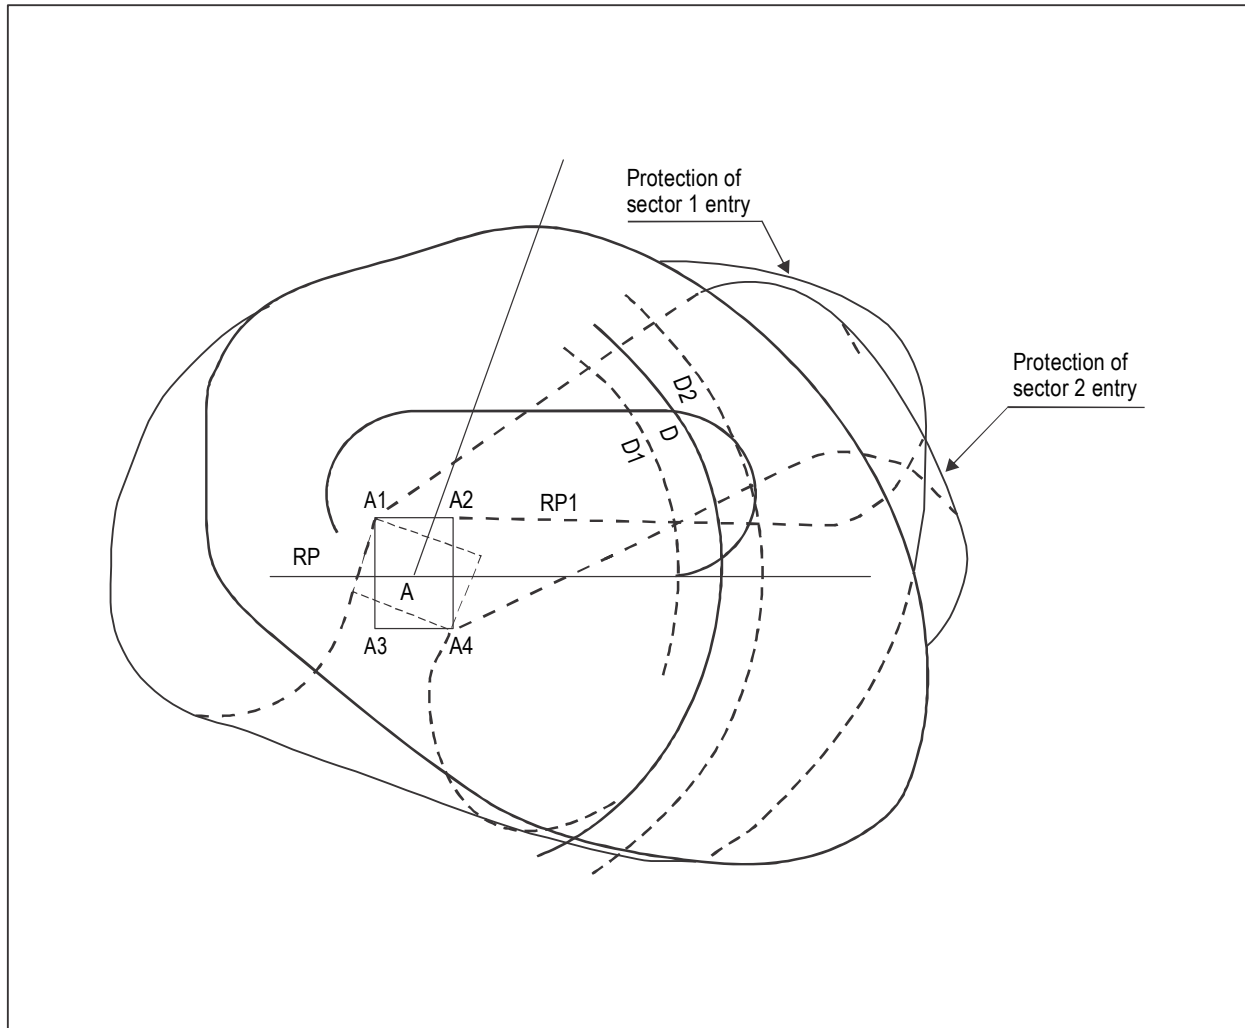 Protection of
sector 1 entry
Protection of
sector 2 entry
D2
D
D1
A1
A2
RP1
RP
A
A3
A4